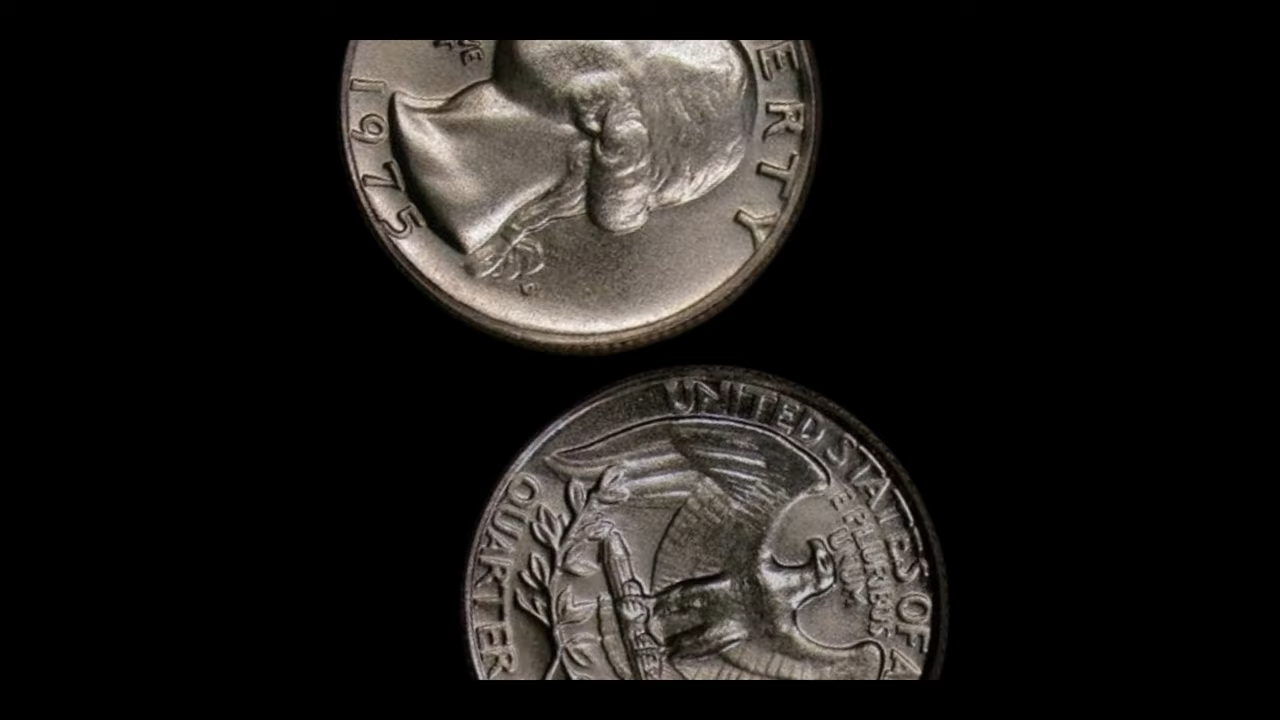 ERTY
1975
UNITED STATES OF A
E PLURIBUS
UNUM
QUARTER